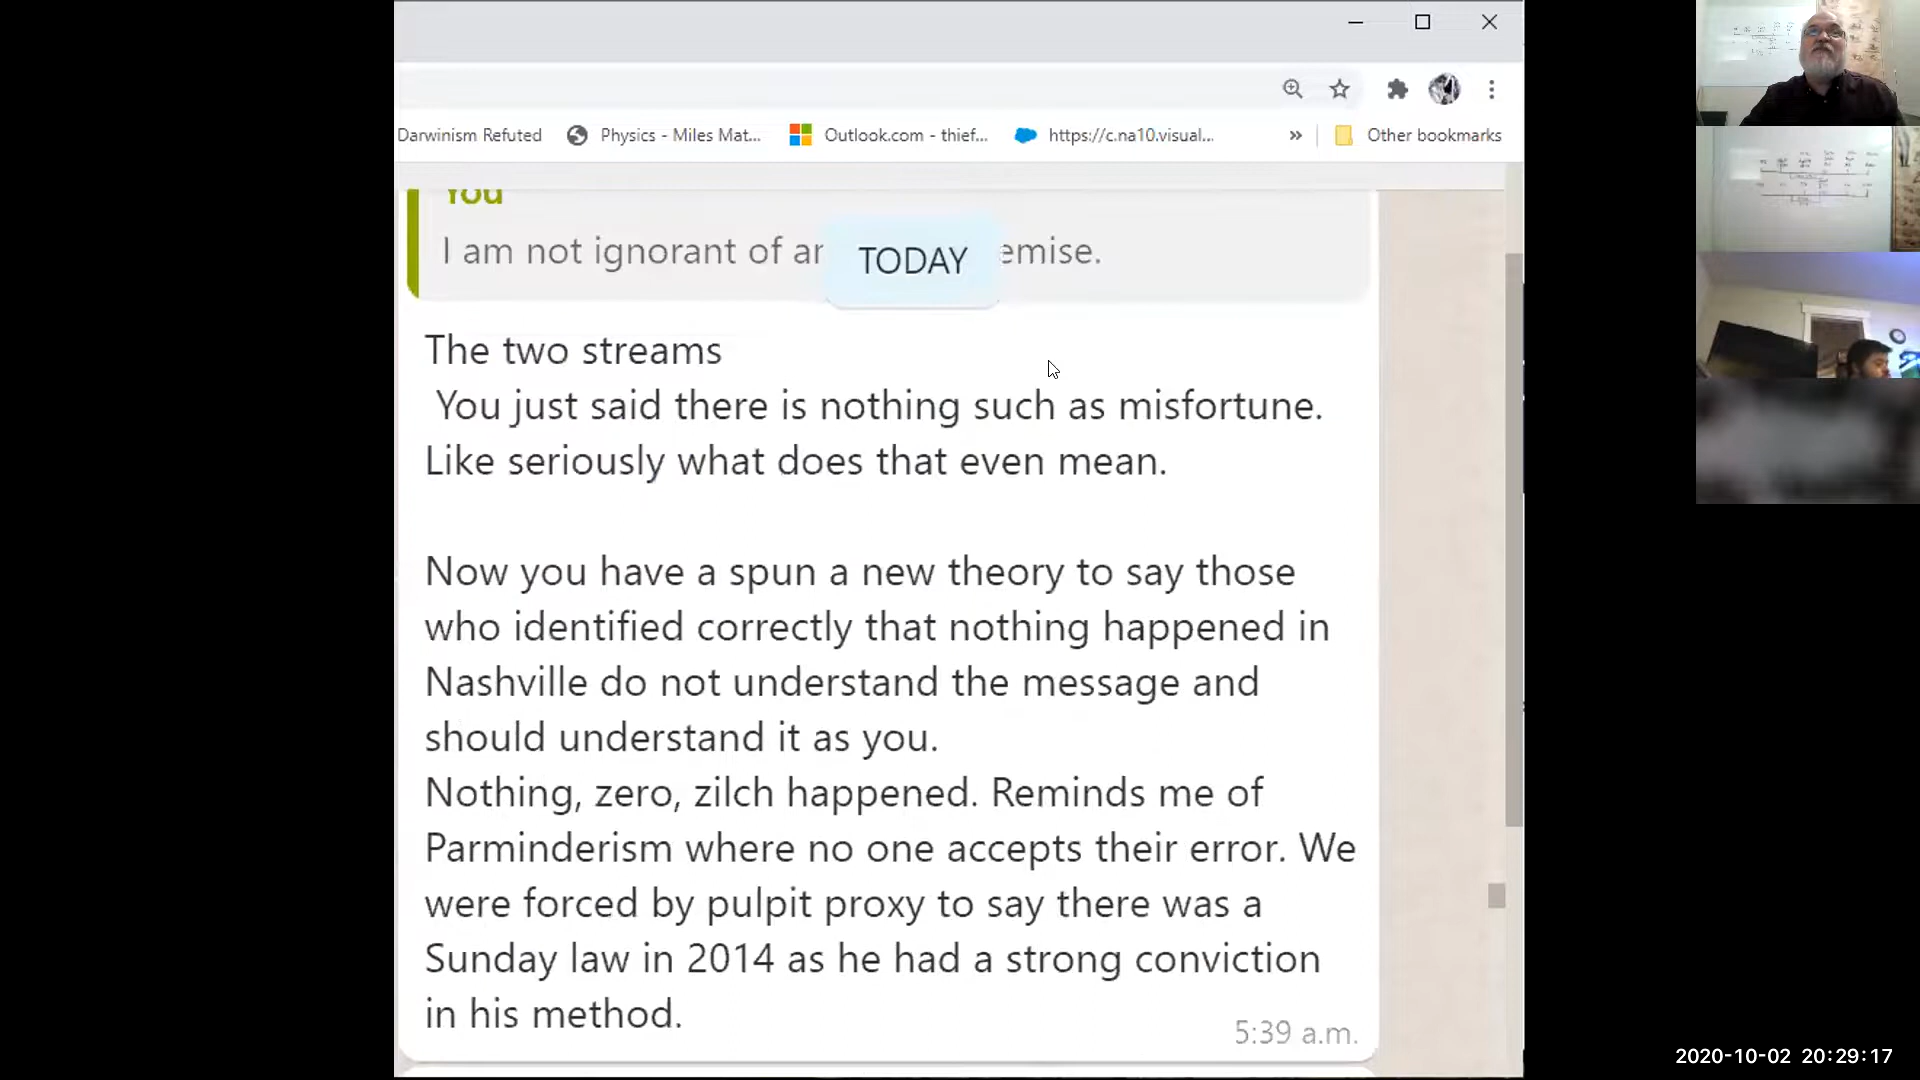 Darwinism Refuted Physics - Miles Mat... Outlook.com - thief... https://c.na10.visual... » Other bookmarks
You
I am not ignorant of emise.
TODAY
The two streams
You just said there is nothing such as misfortune.
Like seriously what does that even mean.
Now you have a spun a new theory to say those
who identified correctly that nothing happened in
Nashville do not understand the message and
should understand it as you.
Nothing, zero, zilch happened. Reminds me of
Parminderism where no one accepts their error. We
were forced by pulpit proxy to say there was a
Sunday law in 2014 as he had a strong conviction
in his method.
5:39 a.m.
2020-10-02 20:29:17